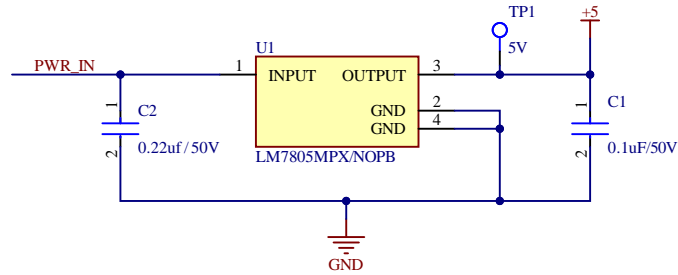 TP1
+5
U1
5V
PWR_IN
1
INPUT
OUTPUT
3
1
C2
2
0.22uf/50V
GND
2
GND
4
LM7805MPX/NOPB
1
C1
2
0.1uF/50V
GND